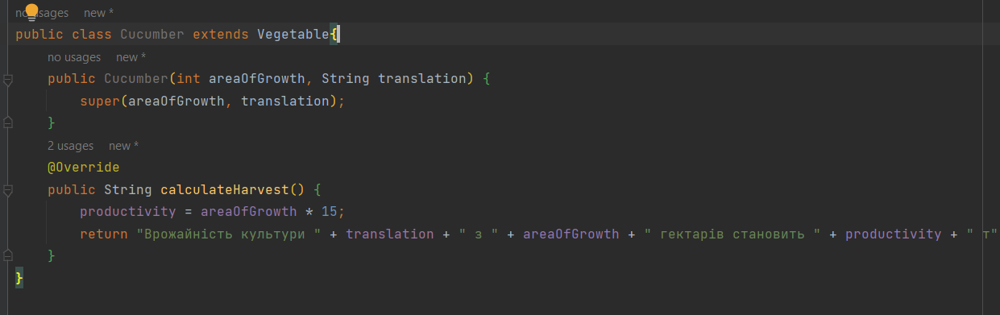 no usages new *
public class Cucumber extends Vegetable{
no usages new *
public Cucumber(int areaOfGrowth, String translation) {
super(areaOfGrowth, translation);
}
2 usages new *
@Override
public String calculateHarvest() {
productivity = areaOfGrowth * 15;
return "Врожайність культури " + translation + " з " + areaOfGrowth + " гектарів становить " + productivity + " т"
}
}